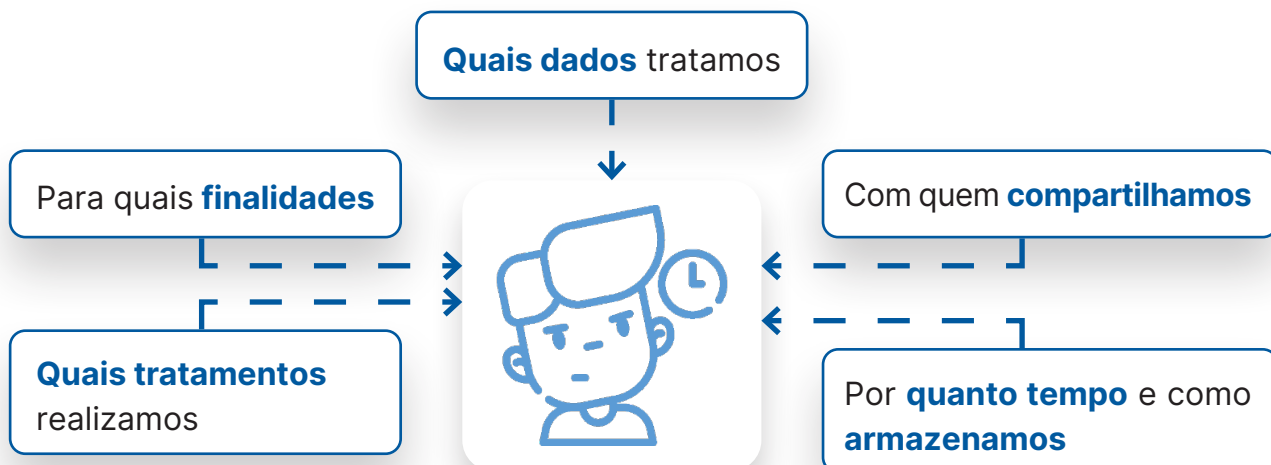 Quais dados tratamos
Para quais finalidades
Com quem compartilhamos
Quais tratamentos
realizamos
Por quanto tempo e como
armazenamos